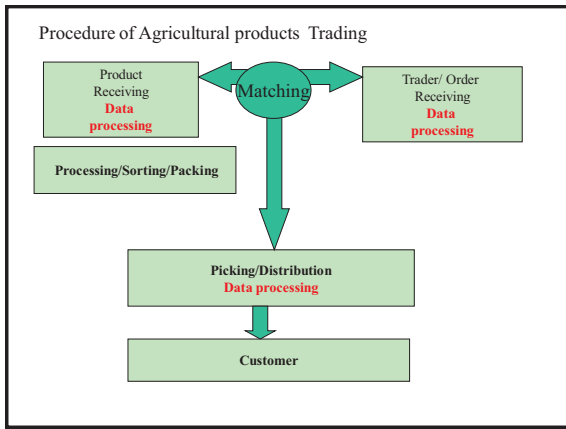 Procedure of Agricultural products Trading
Product
Receiving
Data
processing
Matching
Trader/ Order
Receiving
Data
processing
Processing/Sorting/Packing
Picking/Distribution
Data processing
Customer